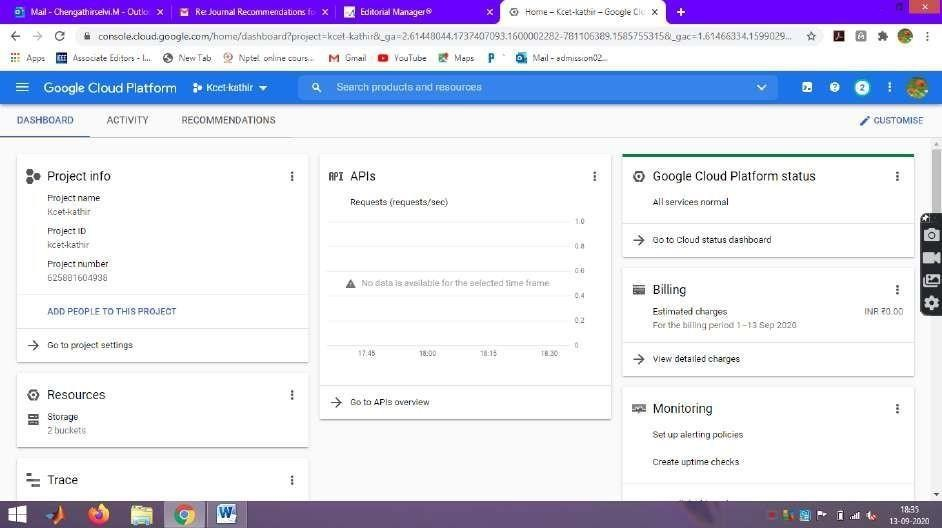 Mail - Chengathirselvi.M - Outlo
Re: Journal Recommendations fo
Editorial Manager®
Home – Kcet-kathir – Google Clo
console.cloud.google.com/home/dashboard?project=kcet-kathir&_ga=2.61448044.1737407093.1600002282-781106389.1585755315&_gac=1.61466334.1599029...
Apps
Associate Editors - I...
New Tab
Nptel online cours...
Gmail
YouTube
Maps
P
Mail – admission02...
Google Cloud Platform
Kcet-kathir
Search products and resources
2
DASHBOARD
ACTIVITY
RECOMMENDATIONS
CUSTOMISE
Project info
Project name
Kcet-kathir
Project ID
kcet-kathir
Project number
625881604938
ADD PEOPLE TO THIS PROJECT
Go to project settings
Resources
Storage
2 buckets
Trace
API APIs
Requests (requests/sec)
1.0
0.8
0.6
0.4
0.2
0
No data is available for the selected time frame
17:45
18:00
18:15
18:30
Go to APIs overview
Google Cloud Platform status
All services normal
Go to Cloud status dashboard
Billing
Estimated charges
INR ₹0.00
For the billing period 1–13 Sep 2020
View detailed charges
Monitoring
Set up alerting policies
Create uptime checks
18:35
13-09-2020